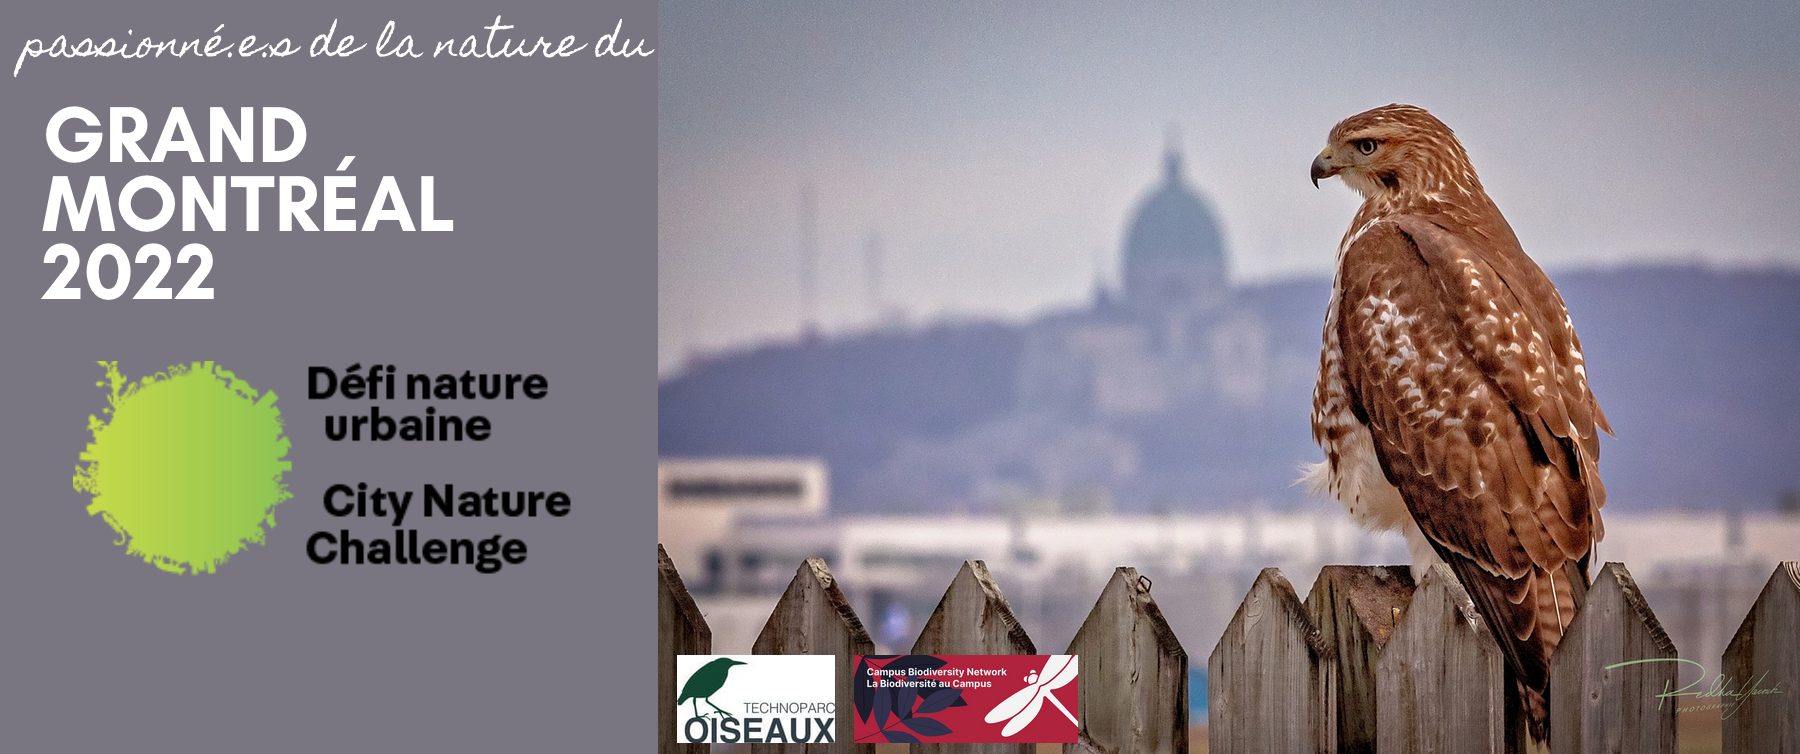 passionné.e.s de la nature du
GRAND
MONTRÉAL
2022
Défi nature
urbaine
City Nature
Challenge
TECHNOPARC
OISEAUX
Campus Biodiversity Network
La Biodiversité au Campus
PHOTOGRAPHY